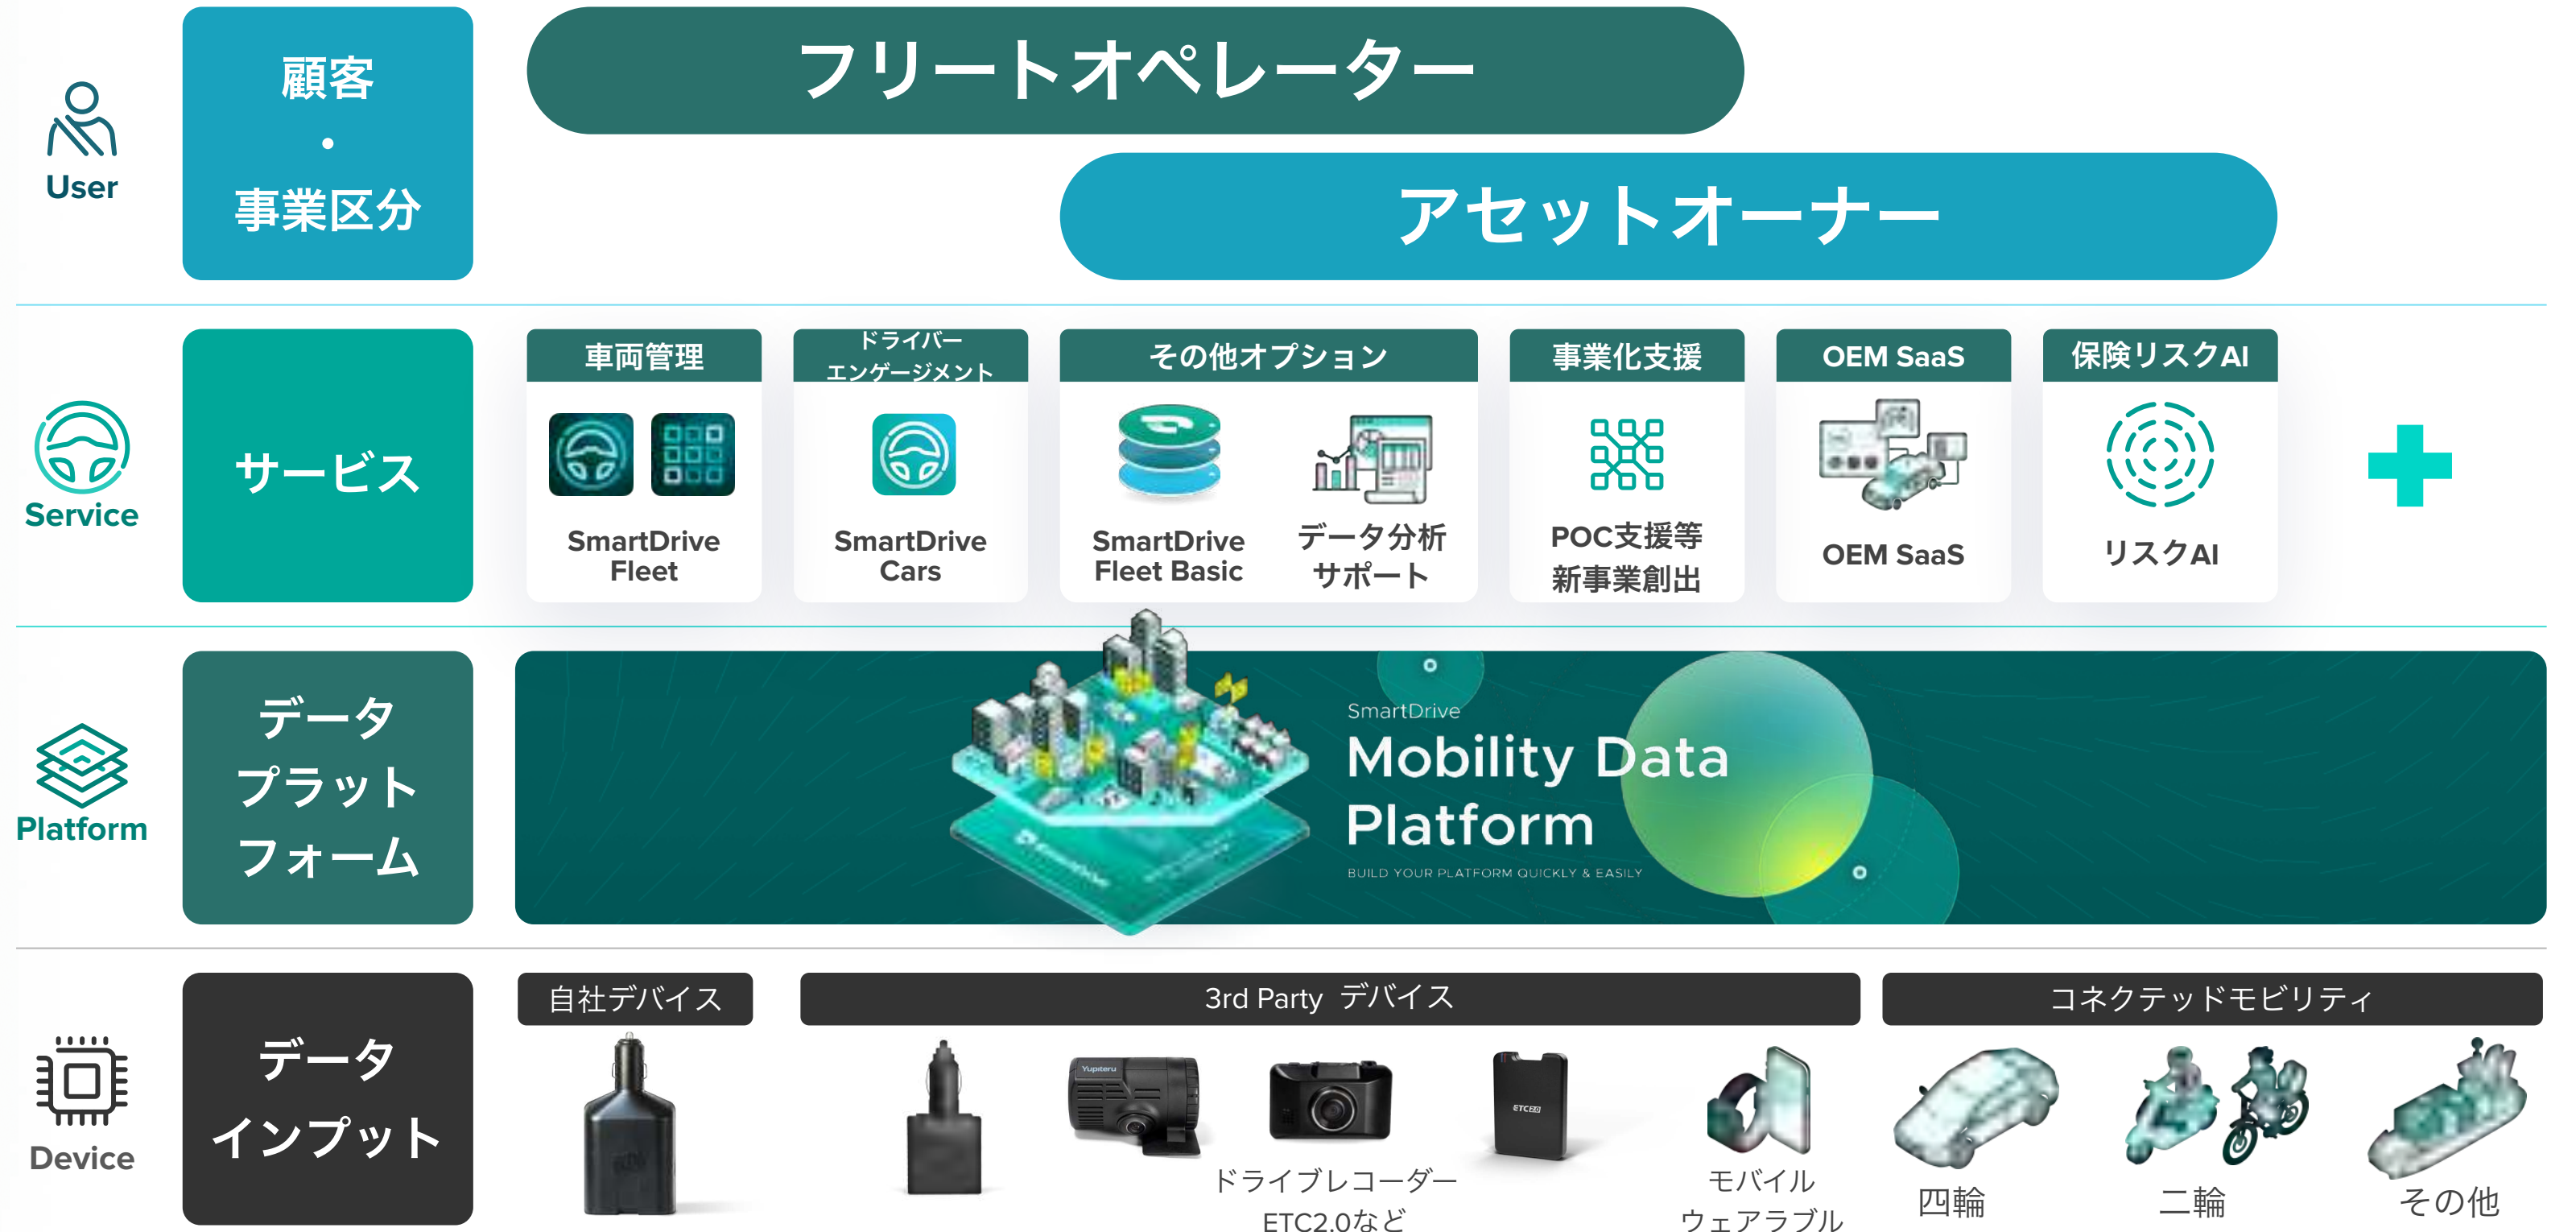 User
顧客
・
事業区分
フリートオペレーター
アセットオーナー
Service
サービス
車両管理
SmartDrive
Fleet
ドライバー
エンゲージメント
SmartDrive
Cars
その他オプション
SmartDrive
Fleet Basic
データ分析
サポート
事業化支援
POC支援等
新事業創出
OEM SaaS
OEM SaaS
保険リスクAI
リスクAI
Platform
データ
プラット
フォーム
SmartDrive
Mobility Data
Platform
BUILD YOUR PLATFORM QUICKLY & EASILY
Device
データ
インプット
自社デバイス
3rd Party デバイス
Yupiteru
ETC2.0
ドライブレコーダー
ETC2.0など
モバイル
ウェアラブル
コネクテッドモビリティ
四輪
二輪
その他